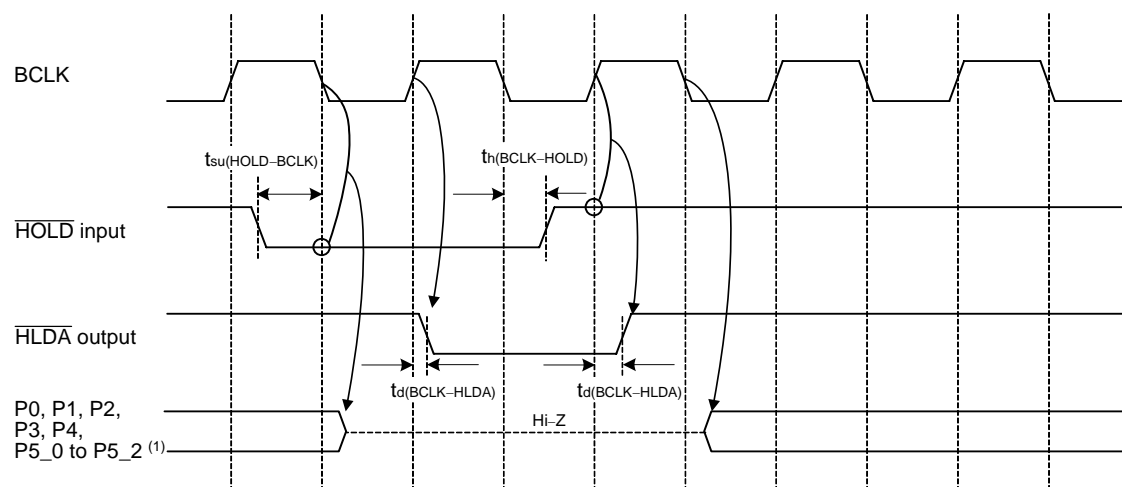 BCLK
tsu(HOLD–BCLK)
th(BCLK–HOLD)
HOLD input
HLDA output
td(BCLK–HLDA)
td(BCLK–HLDA)
P0, P1, P2,
P3, P4,
P5_0 to P5_2 (1)
Hi–Z